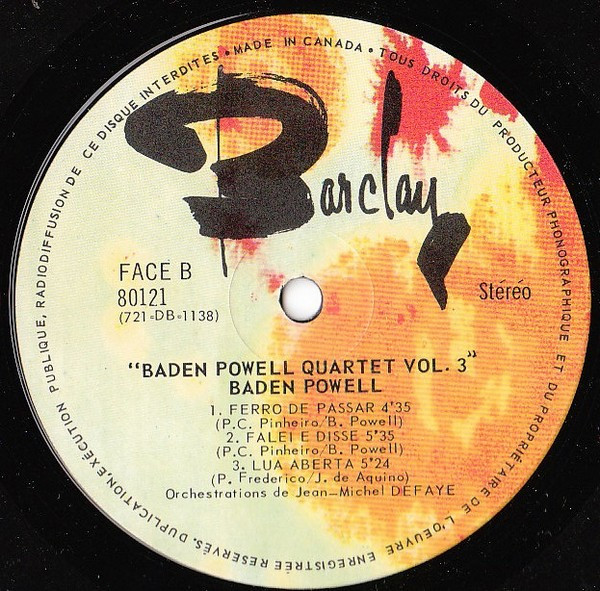 • MADE IN CANADA • TOUS DROITS DU PRODUCTEUR PHONOGRAPHIQUE ET DU PROPRIÉTAIRE DE L'OEUVRE ENREGISTRÉE RESERVÉS. DUPLICATION, EXÉCUTION PUBLIQUE, RADIODIFFUSION DE CE DISQUE INTERDITES
Barclay
FACE B
80121
(721-DB-1138)
Stéréo
"BADEN POWELL QUARTET VOL. 3"
BADEN POWELL
1. FERRO DE PASSAR 4'35
(P.C. Pinheiro/B. Powell)
2. FALEI E DISSE 5'35
(P.C. Pinheiro/B. Powell)
3. LUA ABERTA 5'24
(P. Frederico/J. de Aquino)
Orchestrations de Jean-Michel DEFAYE